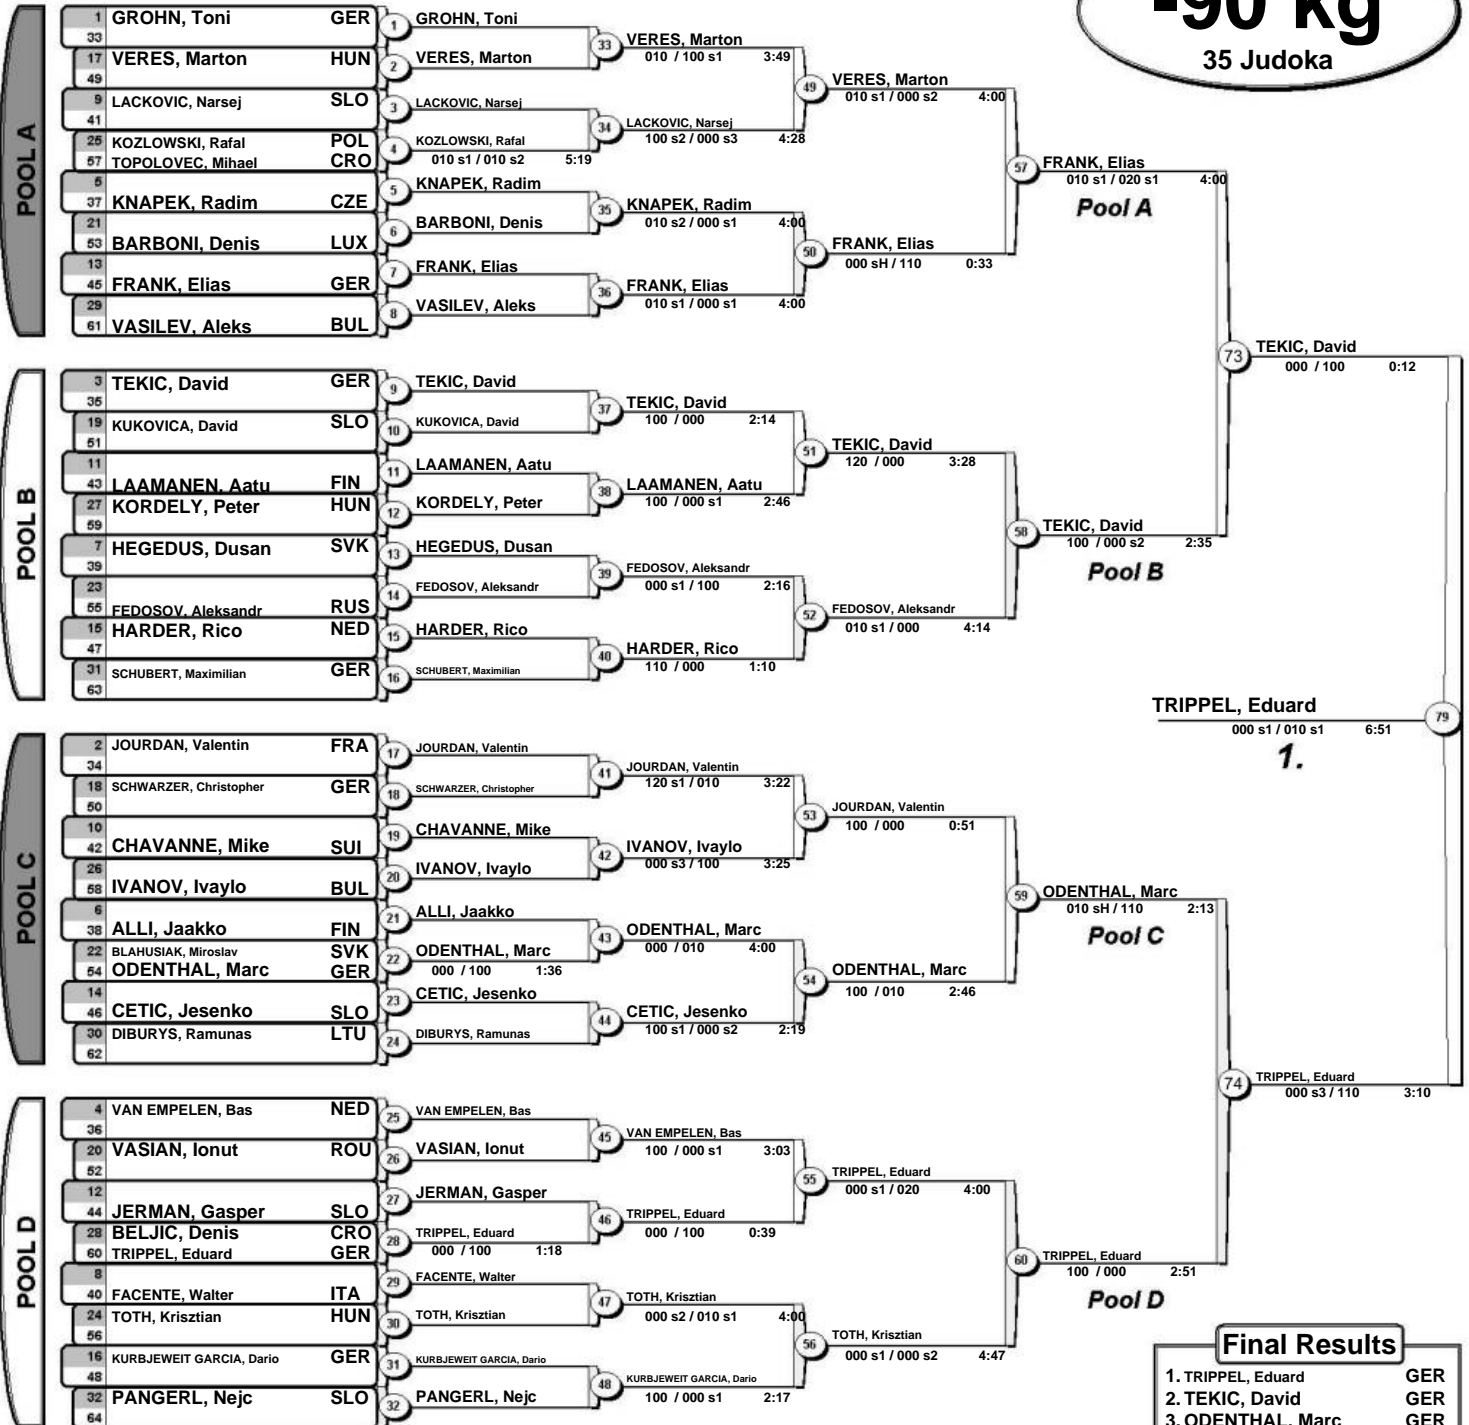 -90 kg
35 Judoka
POOL A
1 GROHN, Toni GER
33
17 VERES, Marton HUN
49
9 LACKOVIC, Narsej SLO
41
25 KOZLOWSKI, Rafal POL
57 TOPOLOVEC, Mihael CRO
5
37 KNAPEK, Radim CZE
21
53 BARBONI, Denis LUX
13
45 FRANK, Elias GER
29
61 VASILEV, Aleks BUL
1 GROHN, Toni
2 VERES, Marton
3 LACKOVIC, Narsej
4 KOZLOWSKI, Rafal
010 s1 / 010 s2 5:19
5 KNAPEK, Radim
6 BARBONI, Denis
7 FRANK, Elias
8 VASILEV, Aleks
33 VERES, Marton
010 / 100 s1 3:49
34 LACKOVIC, Narsej
100 s2 / 000 s3 4:28
35 KNAPEK, Radim
010 s2 / 000 s1 4:00
36 FRANK, Elias
010 s1 / 000 s1 4:00
49 VERES, Marton
010 s1 / 000 s2 4:00
50 FRANK, Elias
000 sH / 110 0:33
57 FRANK, Elias
010 s1 / 020 s1 4:00
Pool A
POOL B
3 TEKIC, David GER
35
19 KUKOVICA, David SLO
51
11
43 LAAMANEN, Aatu FIN
27 KORDELY, Peter HUN
59
7 HEGEDUS, Dusan SVK
39
23
55 FEDOSOV, Aleksandr RUS
15 HARDER, Rico NED
47
31 SCHUBERT, Maximilian GER
63
9 TEKIC, David
10 KUKOVICA, David
11 LAAMANEN, Aatu
12 KORDELY, Peter
13 HEGEDUS, Dusan
14 FEDOSOV, Aleksandr
15 HARDER, Rico
16 SCHUBERT, Maximilian
37 TEKIC, David
100 / 000 2:14
38 LAAMANEN, Aatu
100 / 000 s1 2:46
39 FEDOSOV, Aleksandr
000 s1 / 100 2:16
40 HARDER, Rico
110 / 000 1:10
51 TEKIC, David
120 / 000 3:28
52 FEDOSOV, Aleksandr
010 s1 / 000 4:14
58 TEKIC, David
100 / 000 s2 2:35
Pool B
73 TEKIC, David
000 / 100 0:12
TRIPPEL, Eduard 79
000 s1 / 010 s1 6:51
1.
POOL C
2 JOURDAN, Valentin FRA
34
18 SCHWARZER, Christopher GER
50
10
42 CHAVANNE, Mike SUI
26
58 IVANOV, Ivaylo BUL
6
38 ALLI, Jaakko FIN
22 BLAHUSIAK, Miroslav SVK
54 ODENTHAL, Marc GER
14
46 CETIC, Jesenko SLO
30 DIBURYS, Ramunas LTU
62
17 JOURDAN, Valentin
18 SCHWARZER, Christopher
19 CHAVANNE, Mike
20 IVANOV, Ivaylo
21 ALLI, Jaakko
22 ODENTHAL, Marc
000 / 100 1:36
23 CETIC, Jesenko
24 DIBURYS, Ramunas
41 JOURDAN, Valentin
120 s1 / 010 3:22
42 IVANOV, Ivaylo
000 s3 / 100 3:25
43 ODENTHAL, Marc
000 / 010 4:00
44 CETIC, Jesenko
100 s1 / 000 s2 2:19
53 JOURDAN, Valentin
100 / 000 0:51
54 ODENTHAL, Marc
100 / 010 2:46
59 ODENTHAL, Marc
010 sH / 110 2:13
Pool C
74 TRIPPEL, Eduard
000 s3 / 110 3:10
POOL D
4 VAN EMPELEN, Bas NED
36
20 VASIAN, Ionut ROU
52
12
44 JERMAN, Gasper SLO
28 BELJIC, Denis CRO
60 TRIPPEL, Eduard GER
8
40 FACENTE, Walter ITA
24 TOTH, Krisztian HUN
56
16 KURBJEWEIT GARCIA, Dario GER
48
32 PANGERL, Nejc SLO
64
25 VAN EMPELEN, Bas
26 VASIAN, Ionut
27 JERMAN, Gasper
28 TRIPPEL, Eduard
000 / 100 1:18
29 FACENTE, Walter
30 TOTH, Krisztian
31 KURBJEWEIT GARCIA, Dario
32 PANGERL, Nejc
45 VAN EMPELEN, Bas
100 / 000 s1 3:03
46 TRIPPEL, Eduard
000 / 100 0:39
47 TOTH, Krisztian
000 s2 / 010 s1 4:00
48 KURBJEWEIT GARCIA, Dario
100 / 000 s1 2:17
55 TRIPPEL, Eduard
000 s1 / 020 4:00
56 TOTH, Krisztian
000 s1 / 000 s2 4:47
60 TRIPPEL, Eduard
100 / 000 2:51
Pool D
Final Results
1. TRIPPEL, Eduard GER
2. TEKIC, David GER
3. ODENTHAL, Marc GER